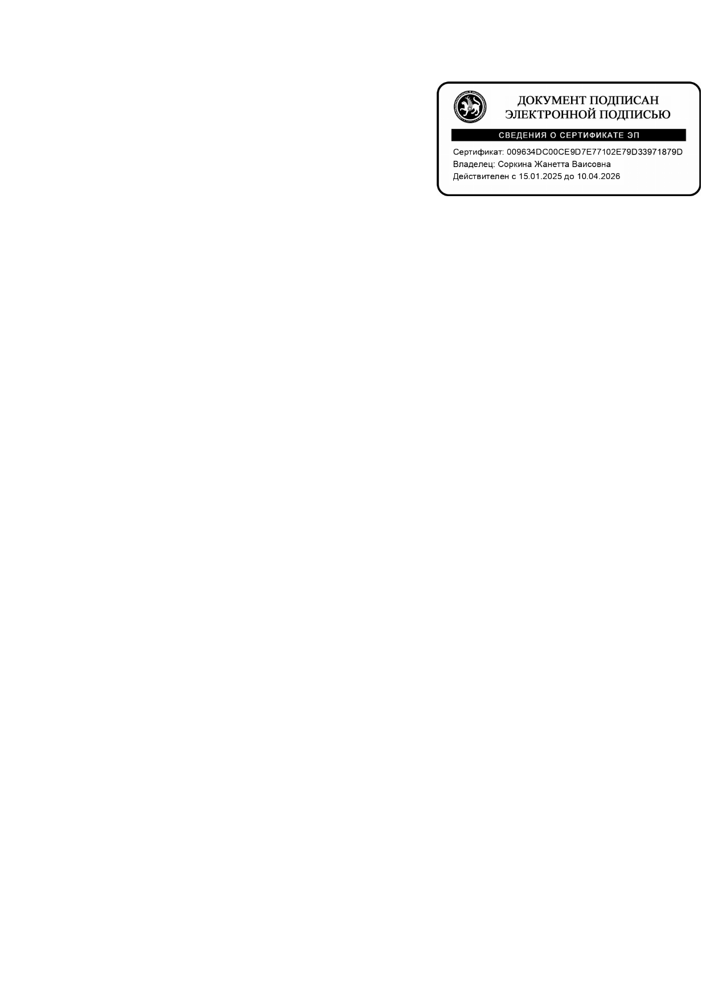 ДОКУМЕНТ ПОДПИСАН
ЭЛЕКТРОННОЙ ПОДПИСЬЮ
СВЕДЕНИЯ О СЕРТИФИКАТЕ ЭП
Сертификат: 009634DC00CE9D7E77102E79D33971879D
Владелец: Соркина Жанетта Ваисовна
Действителен с 15.01.2025 до 10.04.2026